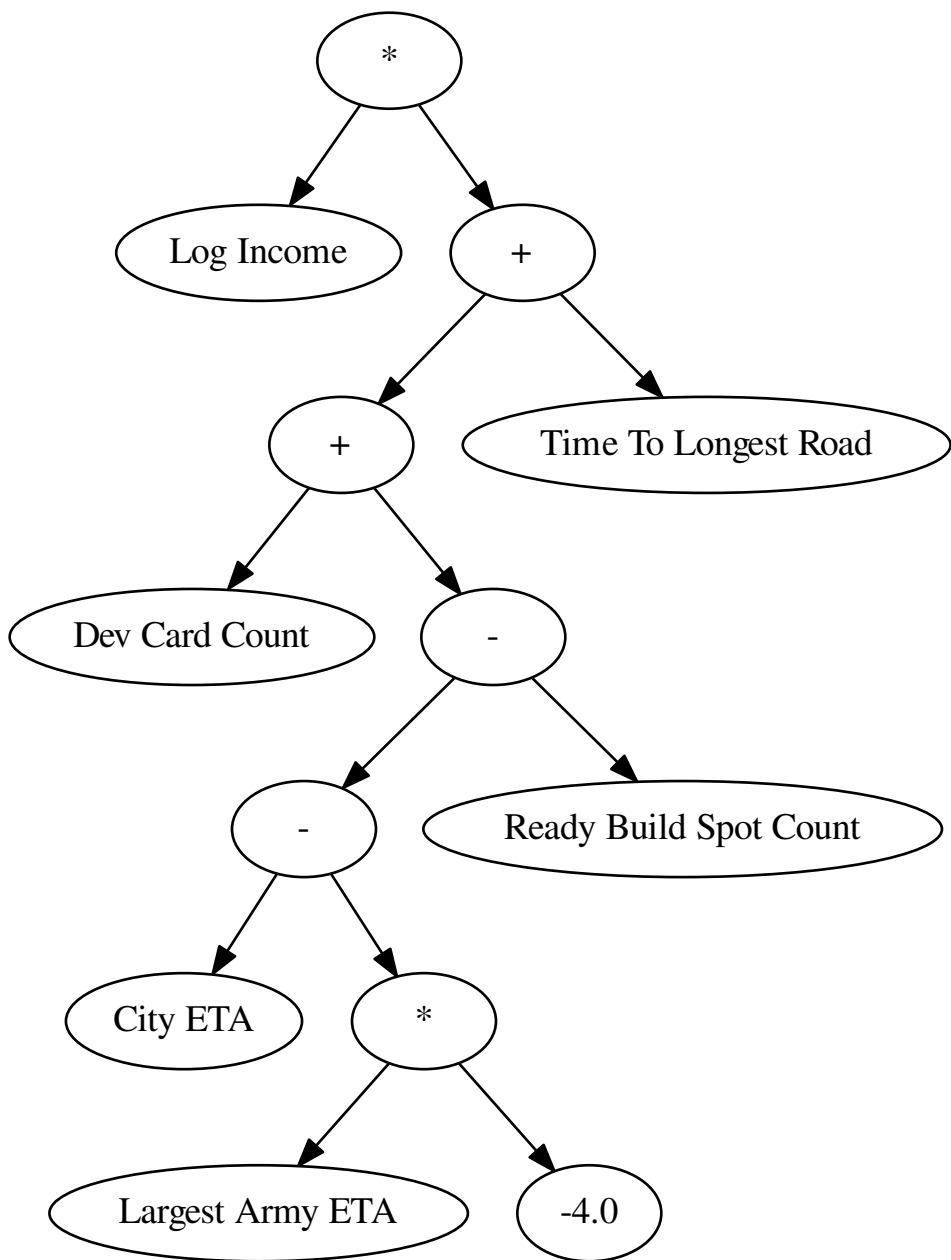 *
Log Income
+
+
Time To Longest Road
Dev Card Count
-
-
Ready Build Spot Count
City ETA
*
Largest Army ETA
-4.0